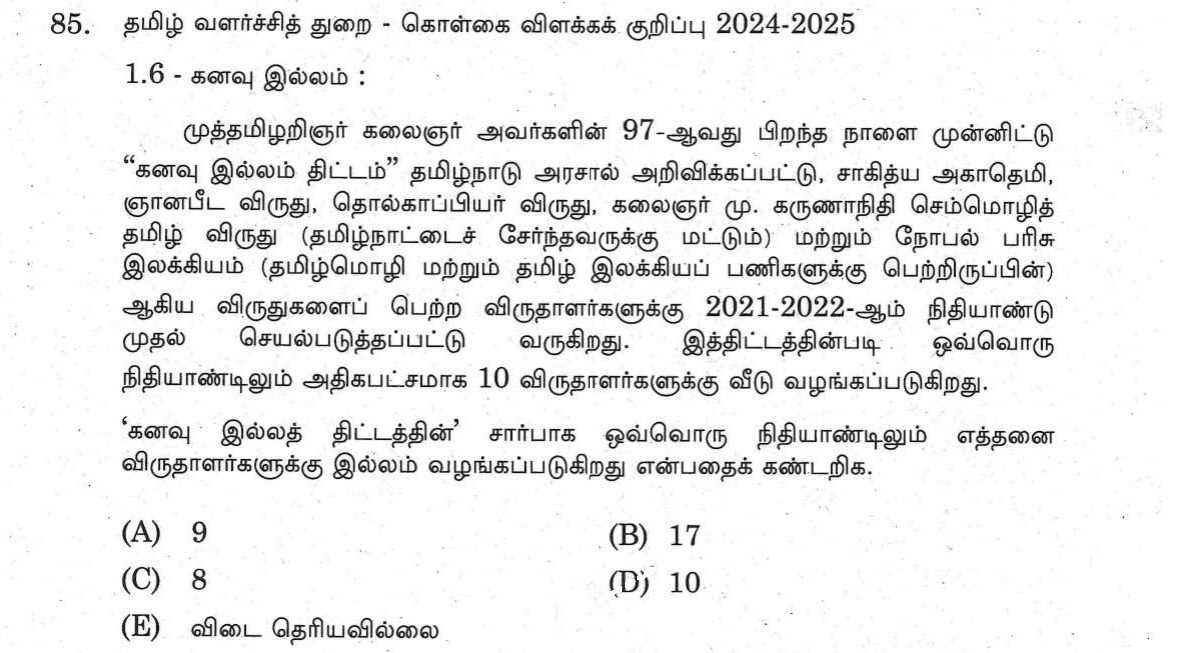 85. தமிழ் வளர்ச்சித் துறை - கொள்கை விளக்கக் குறிப்பு 2024-2025
1.6 - கனவு இல்லம் :
முத்தமிழறிஞர் கலைஞர் அவர்களின் 97-ஆவது பிறந்த நாளை முன்னிட்டு
“கனவு இல்லம் திட்டம்” தமிழ்நாடு அரசால் அறிவிக்கப்பட்டு, சாகித்ய அகாதெமி,
ஞானபீட விருது, தொல்காப்பியர் விருது, கலைஞர் மு. கருணாநிதி செம்மொழித்
தமிழ் விருது (தமிழ்நாட்டைச் சேர்ந்தவருக்கு மட்டும்) மற்றும் நோபல் பரிசு
இலக்கியம் (தமிழ்மொழி மற்றும் தமிழ் இலக்கியப் பணிகளுக்கு பெற்றிருப்பின்)
ஆகிய விருதுகளைப் பெற்ற விருதாளர்களுக்கு 2021-2022-ஆம் நிதியாண்டு
முதல் செயல்படுத்தப்பட்டு வருகிறது. இத்திட்டத்தின்படி ஒவ்வொரு
நிதியாண்டிலும் அதிகபட்சமாக 10 விருதாளர்களுக்கு வீடு வழங்கப்படுகிறது.
‘கனவு இல்லத் திட்டத்தின்’ சார்பாக ஒவ்வொரு நிதியாண்டிலும் எத்தனை
விருதாளர்களுக்கு இல்லம் வழங்கப்படுகிறது என்பதைக் கண்டறிக.
(A) 9 (B) 17
(C) 8 (D) 10
(E) விடை தெரியவில்லை